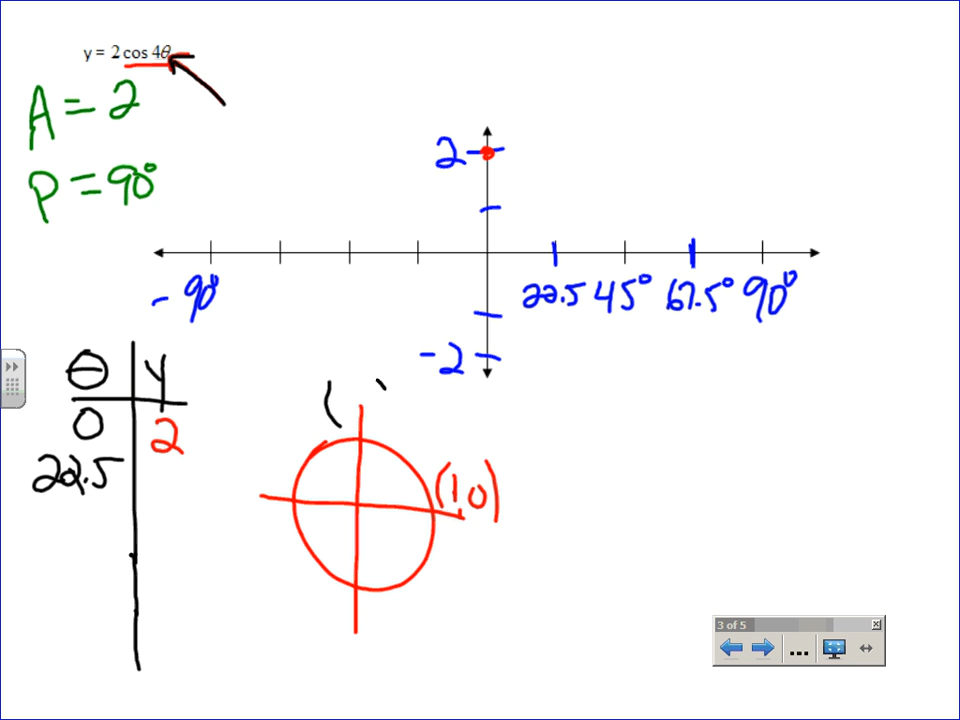 y = 2 cos 4θ
A = 2
P = 90°
2
- 90° 22.5 45° 67.5° 90°
-2
θ y
0 2
22.5
( ,
(1,0)
3 of 5
...